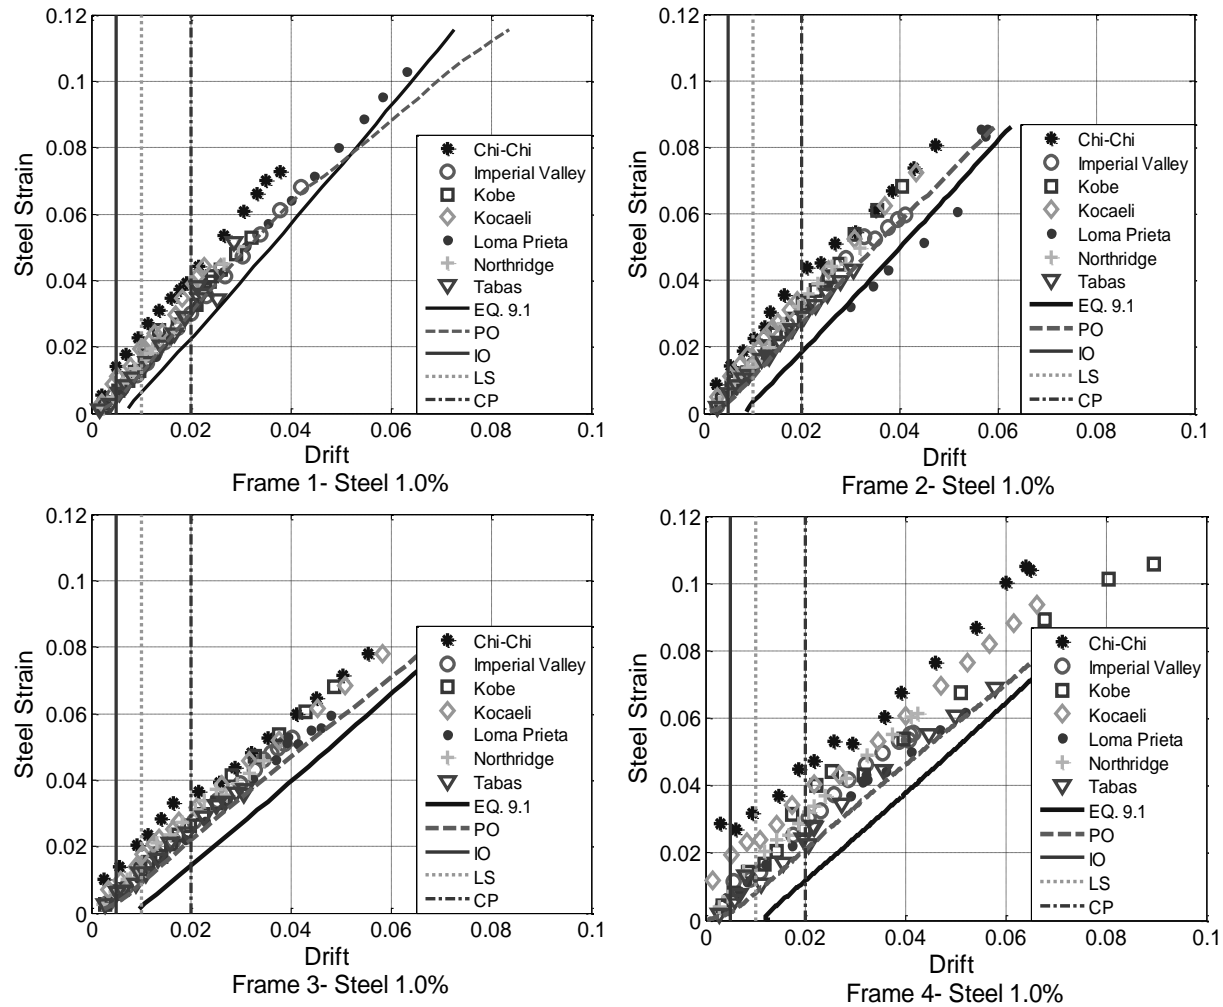 0.12
0.1
0.08
0.06
0.04
0.02
0
Steel Strain
Chi-Chi
Imperial Valley
Kobe
Kocaeli
Loma Prieta
Northridge
Tabas
EQ. 9.1
PO
IO
LS
CP
0 0.02 0.04 0.06 0.08 0.1
Drift
Frame 1- Steel 1.0%
0.12
0.1
0.08
0.06
0.04
0.02
0
Steel Strain
Chi-Chi
Imperial Valley
Kobe
Kocaeli
Loma Prieta
Northridge
Tabas
EQ. 9.1
PO
IO
LS
CP
0 0.02 0.04 0.06 0.08 0.1
Drift
Frame 2- Steel 1.0%
0.12
0.1
0.08
0.06
0.04
0.02
0
Steel Strain
Chi-Chi
Imperial Valley
Kobe
Kocaeli
Loma Prieta
Northridge
Tabas
EQ. 9.1
PO
IO
LS
CP
0 0.02 0.04 0.06 0.08 0.1
Drift
Frame 3- Steel 1.0%
0.12
0.1
0.08
0.06
0.04
0.02
0
Steel Strain
Chi-Chi
Imperial Valley
Kobe
Kocaeli
Loma Prieta
Northridge
Tabas
EQ. 9.1
PO
IO
LS
CP
0 0.02 0.04 0.06 0.08 0.1
Drift
Frame 4- Steel 1.0%